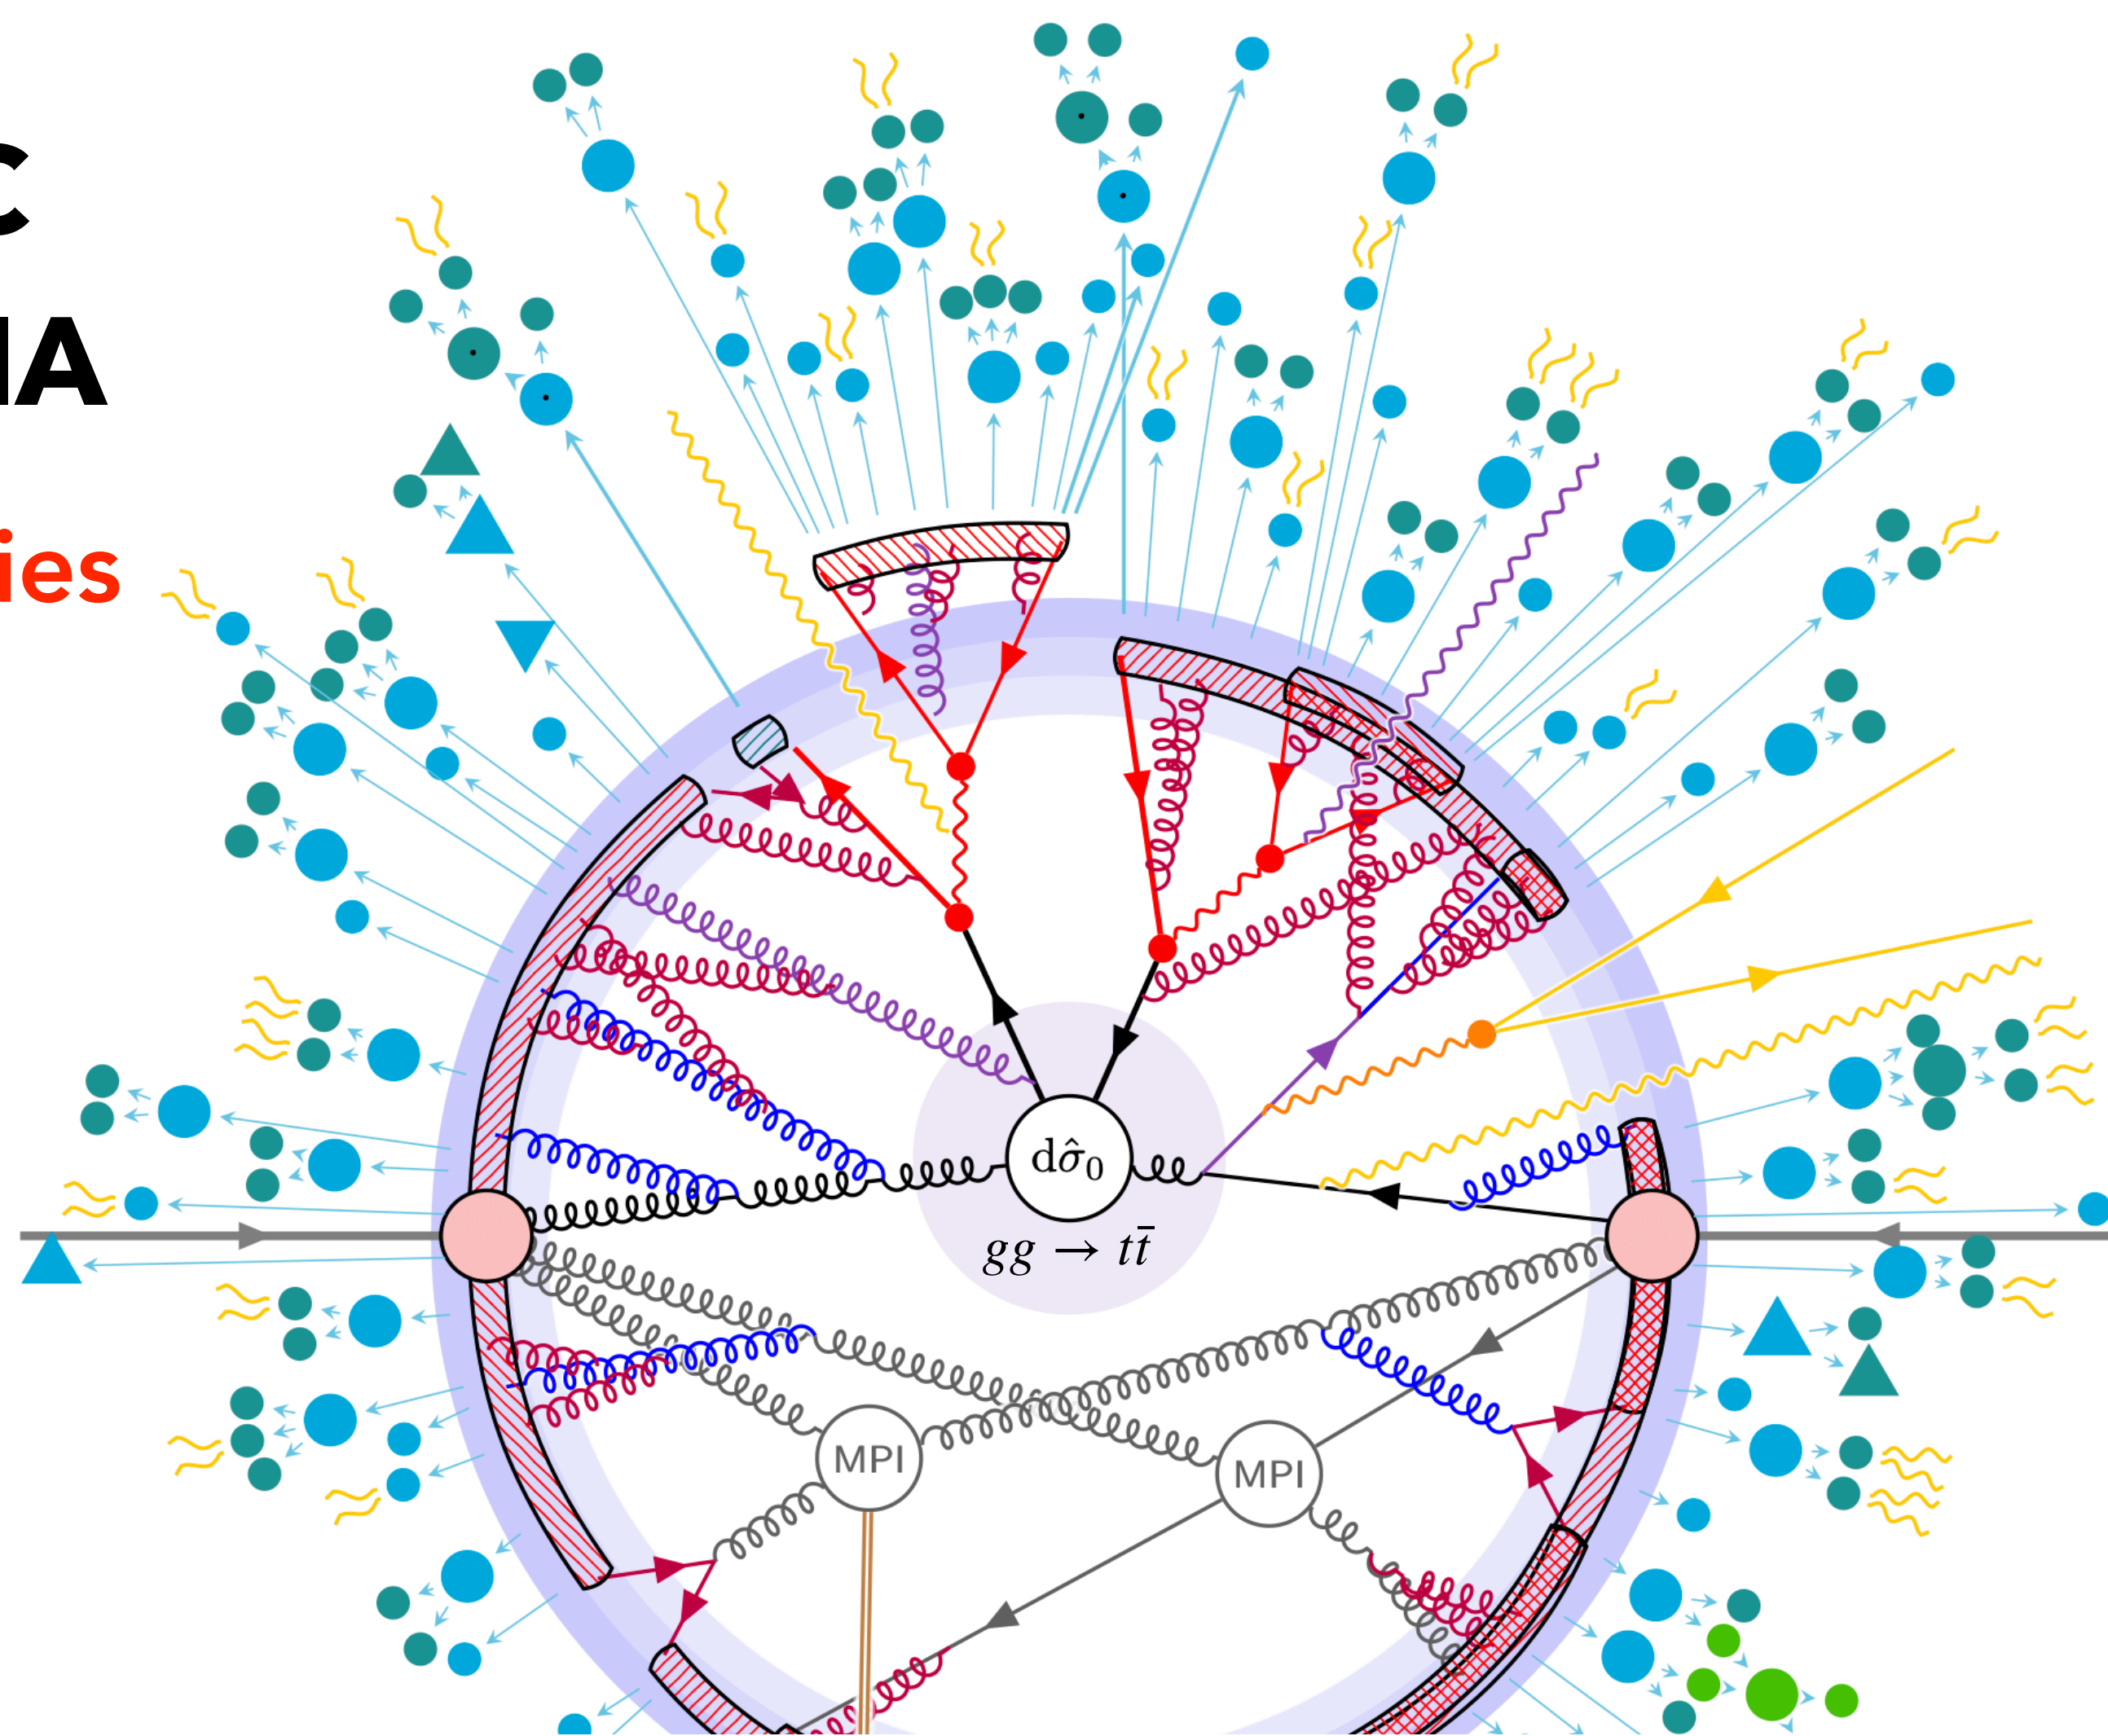 C
IA
ies
dσ̂₀
gg → tt̄
MPI
MPI